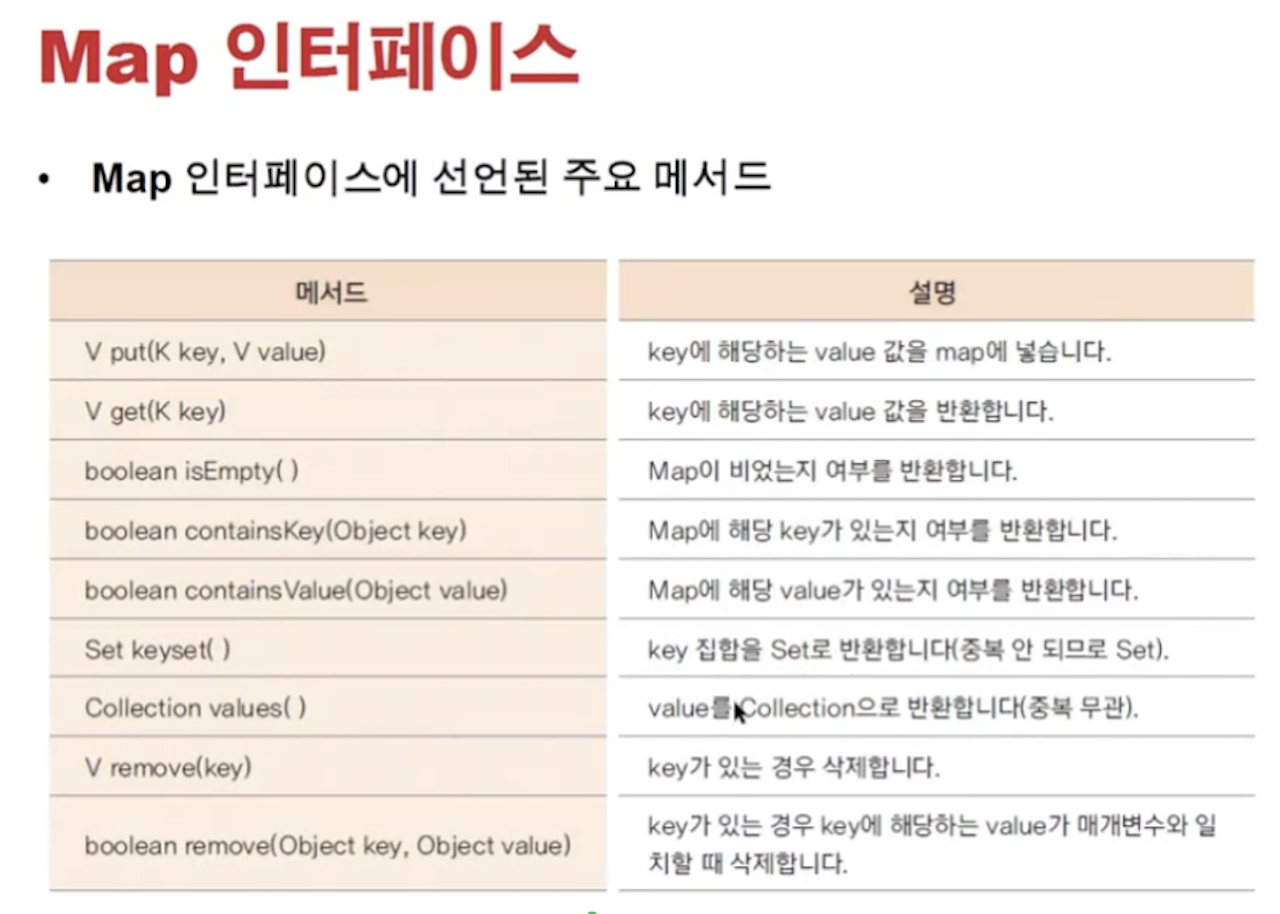 Map 인터페이스
• Map 인터페이스에 선언된 주요 메서드
메서드 설명
V put(K key, V value) key에 해당하는 value 값을 map에 넣습니다.
V get(K key) key에 해당하는 value 값을 반환합니다.
boolean isEmpty( ) Map이 비었는지 여부를 반환합니다.
boolean containsKey(Object key) Map에 해당 key가 있는지 여부를 반환합니다.
boolean containsValue(Object value) Map에 해당 value가 있는지 여부를 반환합니다.
Set keyset( ) key 집합을 Set로 반환합니다(중복 안 되므로 Set).
Collection values( ) value를 Collection으로 반환합니다(중복 무관).
V remove(key) key가 있는 경우 삭제합니다.
boolean remove(Object key, Object value) key가 있는 경우 key에 해당하는 value가 매개변수와 일
치할 때 삭제합니다.